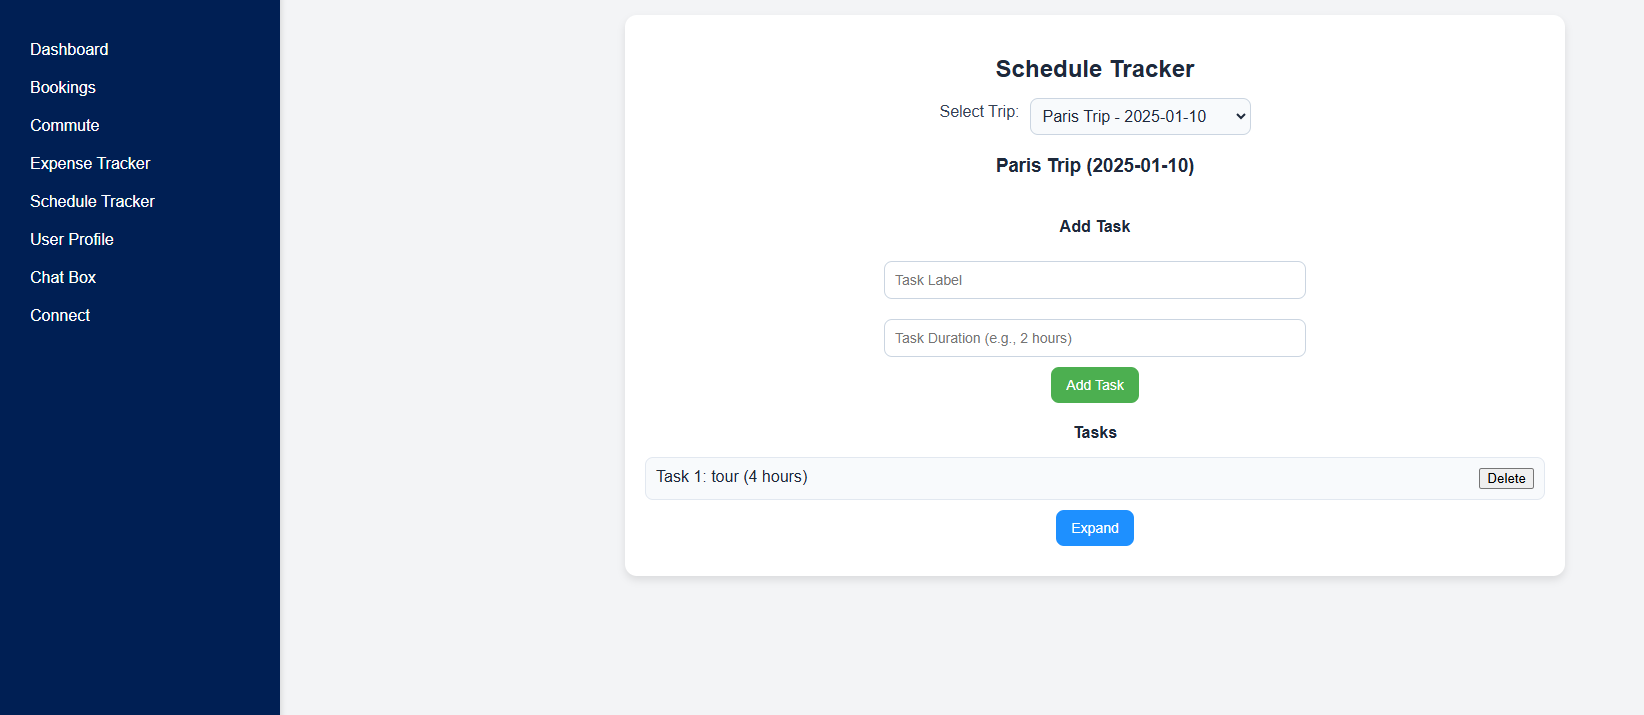 Dashboard
Bookings
Commute
Expense Tracker
Schedule Tracker
User Profile
Chat Box
Connect
Schedule Tracker
Select Trip: Paris Trip - 2025-01-10
Paris Trip (2025-01-10)
Add Task
Task Label
Task Duration (e.g., 2 hours)
Add Task
Tasks
Task 1: tour (4 hours) Delete
Expand